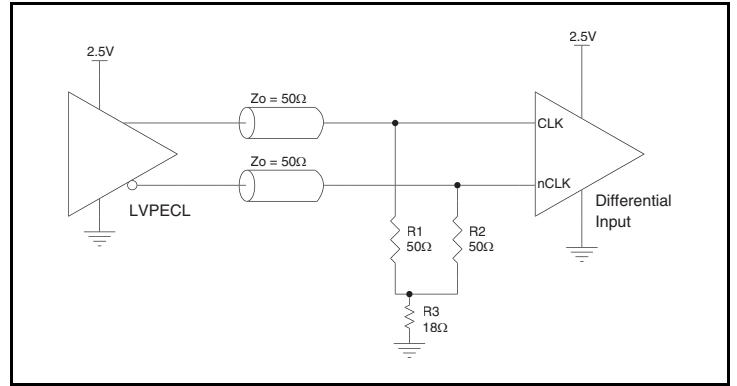 2.5V
2.5V
Zo = 50Ω
CLK
Zo = 50Ω
nCLK
LVPECL
Differential
Input
R1
50Ω
R2
50Ω
R3
18Ω